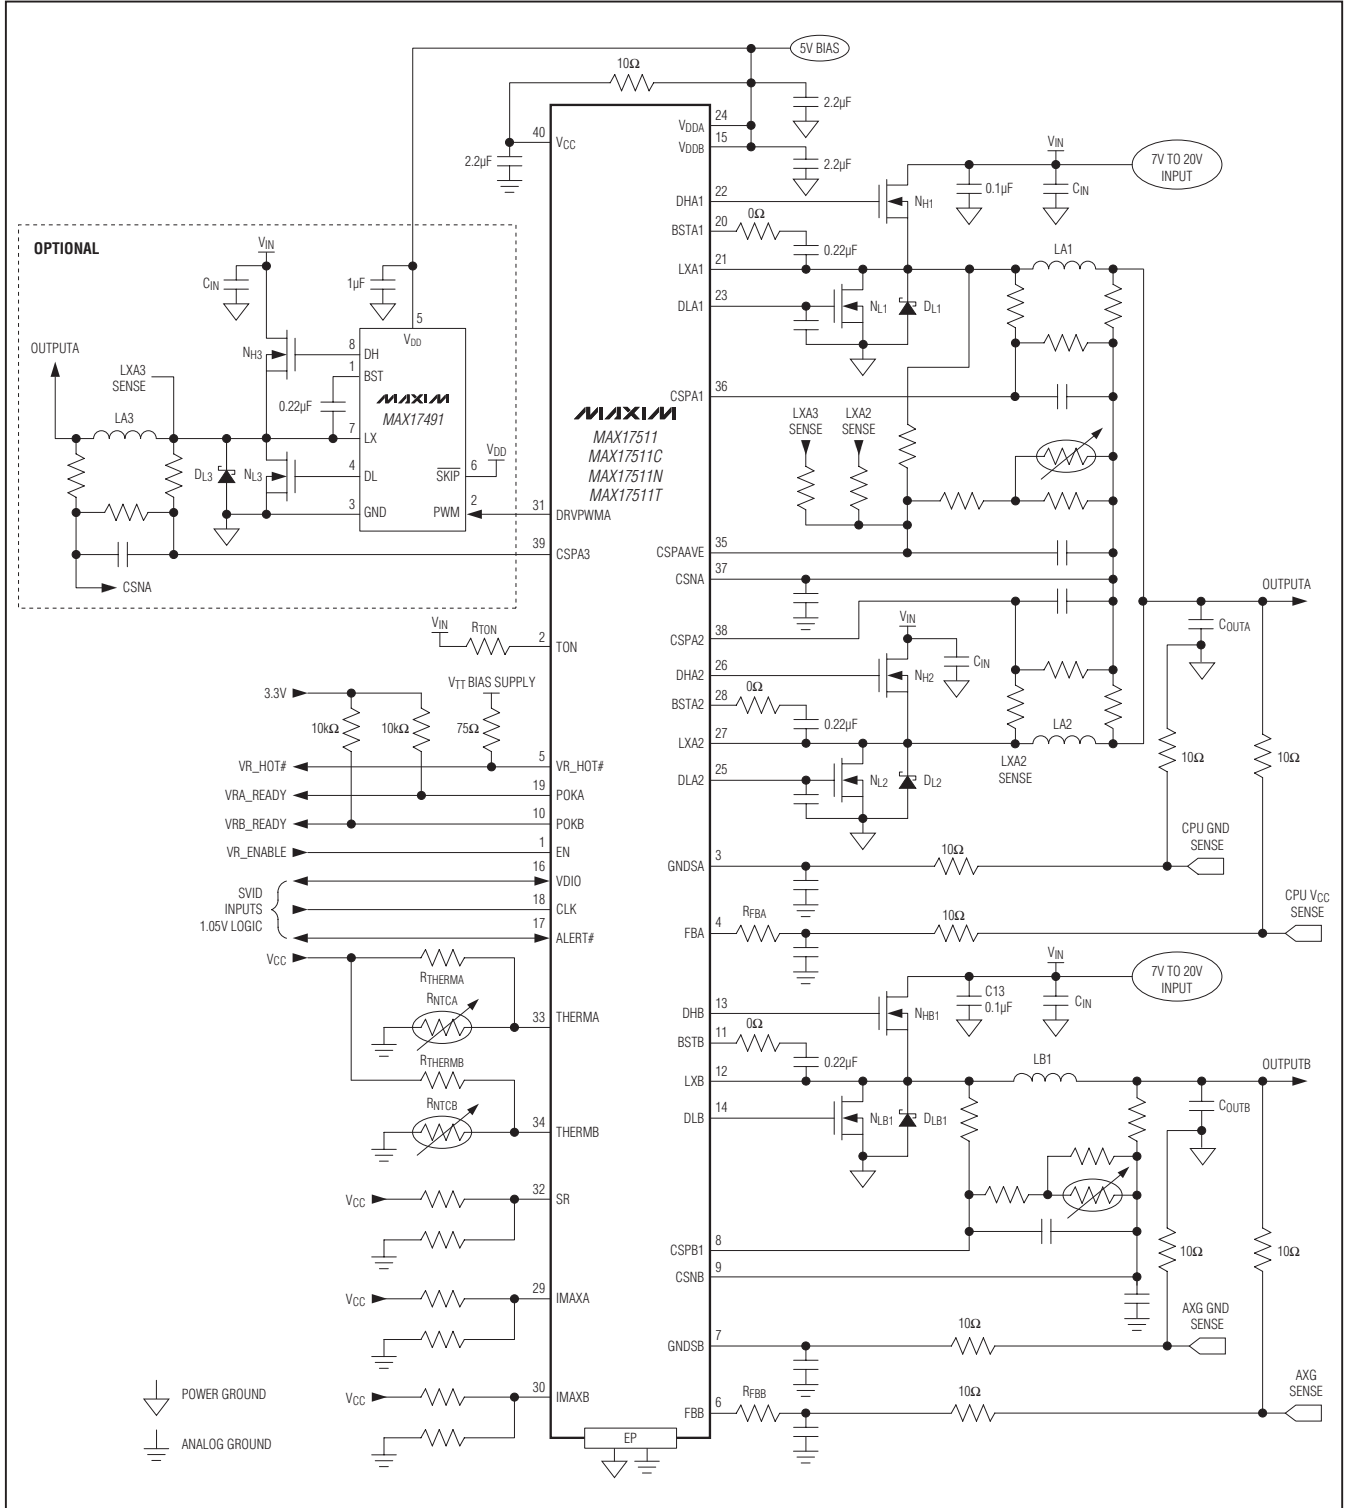 5V BIAS
10Ω
2.2µF
24
VDDA
15
VDDB
40
VCC
2.2µF
2.2µF
VIN
7V TO 20V
INPUT
0.1µF
CIN
22
DHA1
NH1
20
BSTA1
0Ω
0.22µF
21
LXA1
LA1
23
DLA1
NL1
DL1
36
CSPA1
OPTIONAL
VIN
CIN
1µF
5
VDD
OUTPUTA
NH3
8
DH
1
BST
LXA3
SENSE
0.22µF
MAXIM
MAX17491
LA3
7
LX
VDD
DL3
NL3
4
DL
SKIP
6
3
GND
PWM
2
31
DRVPWMA
39
CSPA3
CSNA
MAXIM
MAX17511
MAX17511C
MAX17511N
MAX17511T
LXA3
SENSE
LXA2
SENSE
35
CSPAAVE
37
CSNA
OUTPUTA
COUTA
VIN
RTON
2
TON
38
CSPA2
VIN
CIN
26
DHA2
NH2
28
BSTA2
0Ω
0.22µF
27
LXA2
LA2
LXA2
SENSE
25
DLA2
NL2
DL2
10Ω
10Ω
3.3V
10kΩ
10kΩ
VTT BIAS SUPPLY
75Ω
VR_HOT#
5
VR_HOT#
VRA_READY
19
POKA
VRB_READY
10
POKB
VR_ENABLE
1
EN
16
VDIO
SVID
INPUTS
1.05V LOGIC
18
CLK
17
ALERT#
CPU GND
SENSE
3
GNDSA
10Ω
CPU VCC
SENSE
4
FBA
RFBA
10Ω
VCC
RTHERMA
RNTCA
33
THERMA
RTHERMB
RNTCB
34
THERMB
VIN
7V TO 20V
INPUT
C13
0.1µF
CIN
13
DHB
NHB1
11
BSTB
0Ω
0.22µF
12
LXB
LB1
OUTPUTB
COUTB
14
DLB
NLB1
DLB1
VCC
32
SR
8
CSPB1
9
CSNB
10Ω
10Ω
VCC
29
IMAXA
AXG GND
SENSE
7
GNDSB
10Ω
VCC
30
IMAXB
AXG
SENSE
6
FBB
RFBB
10Ω
EP
POWER GROUND
ANALOG GROUND